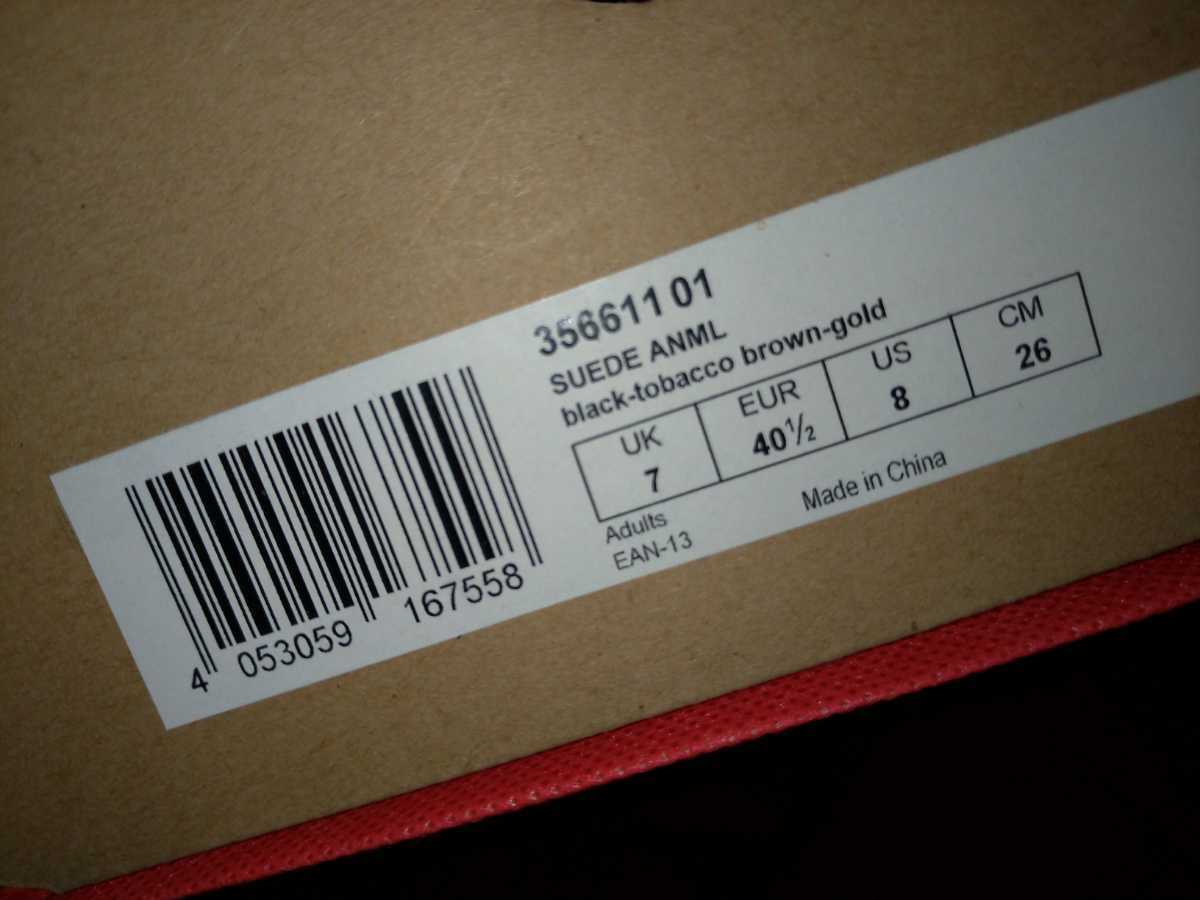 356611 01
SUEDE ANML
black-tobacco brown-gold
UK EUR US CM
7 40½ 8 26
Adults
EAN-13
Made in China
4 053059 167558